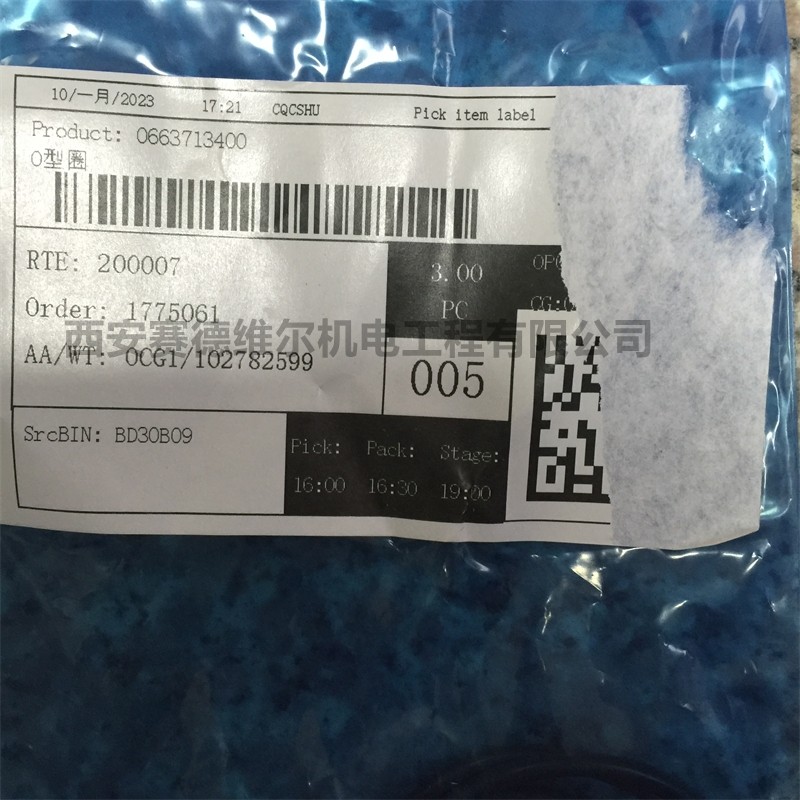 10/一月/2023 17:21 CQCSHU Pick item label
Product: 0663713400
O型圈
RTE: 200007
3.00
Order: 1775061
PC
CG:
西安赛德维尔机电工程有限公司
AA/WT: OCG1/102782599
005
SrcBIN: BD30B09
Pick: Pack: Stage:
16:00 16:30 19:00